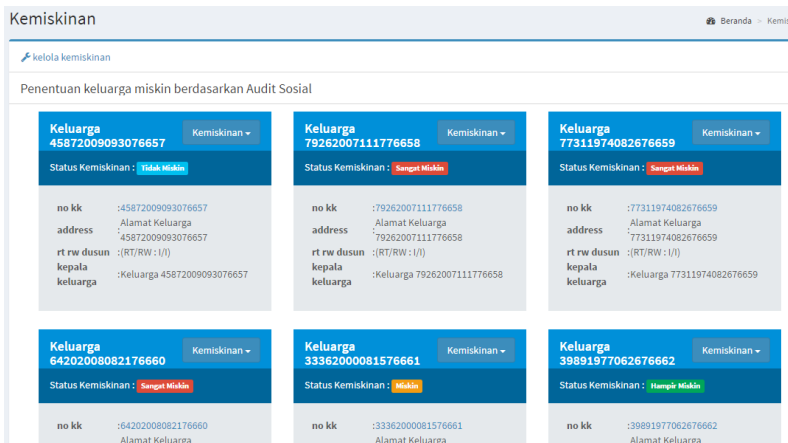 Kemiskinan
Beranda > Kemis
kelola kemiskinan
Penentuan keluarga miskin berdasarkan Audit Sosial
Keluarga
45872009093076657
Kemiskinan
Status Kemiskinan : Tidak Miskin
no kk :45872009093076657
address :Alamat Keluarga
45872009093076657
rt rw dusun :(RT/RW : I/I)
kepala
keluarga :Keluarga 45872009093076657
Keluarga
79262007111776658
Kemiskinan
Status Kemiskinan : Sangat Miskin
no kk :79262007111776658
address :Alamat Keluarga
79262007111776658
rt rw dusun :(RT/RW : I/I)
kepala
keluarga :Keluarga 79262007111776658
Keluarga
77311974082676659
Kemiskinan
Status Kemiskinan : Sangat Miskin
no kk :77311974082676659
address :Alamat Keluarga
77311974082676659
rt rw dusun :(RT/RW : I/I)
kepala
keluarga :Keluarga 77311974082676659
Keluarga
64202008082176660
Kemiskinan
Status Kemiskinan : Sangat Miskin
no kk :64202008082176660
Alamat Keluarga
Keluarga
33362000081576661
Kemiskinan
Status Kemiskinan : Miskin
no kk :33362000081576661
Alamat Keluarga
Keluarga
39891977062676662
Kemiskinan
Status Kemiskinan : Hampir Miskin
no kk :39891977062676662
Alamat Keluarga